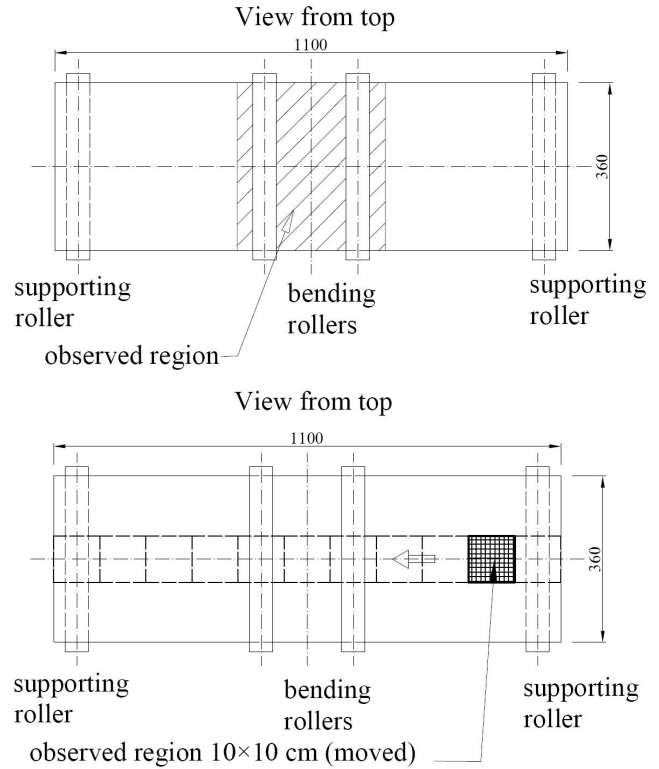 View from top
1100
360
supporting
roller
bending
rollers
supporting
roller
observed region
View from top
1100
360
supporting
roller
bending
rollers
supporting
roller
observed region 10×10 cm (moved)